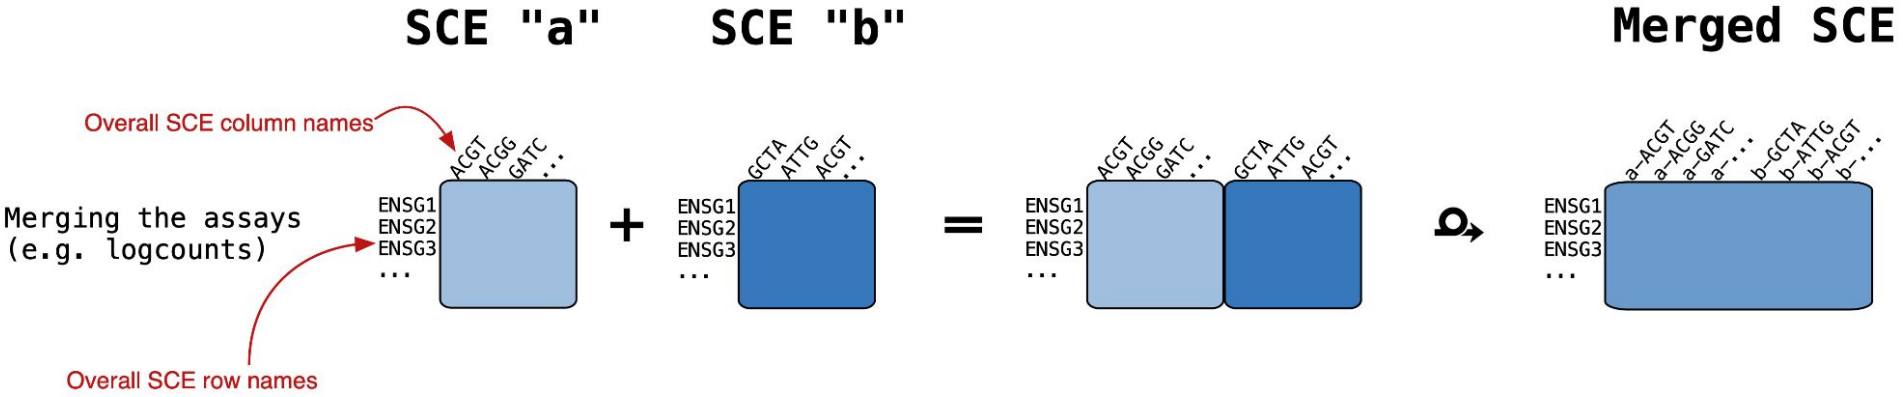 SCE "a"
SCE "b"
Merged SCE
Overall SCE column names
ACGT
ACGG
GATC
...
GCTA
ATTG
ACGT
...
ACGT
ACGG
GATC
...
GCTA
ATTG
ACGT
...
a-ACGT
a-ACGG
a-GATC
a-...
b-GCTA
b-ATTG
b-ACGT
b-...
Merging the assays
(e.g. logcounts)
ENSG1
ENSG2
ENSG3
...
+
ENSG1
ENSG2
ENSG3
...
=
ENSG1
ENSG2
ENSG3
...
ENSG1
ENSG2
ENSG3
...
Overall SCE row names